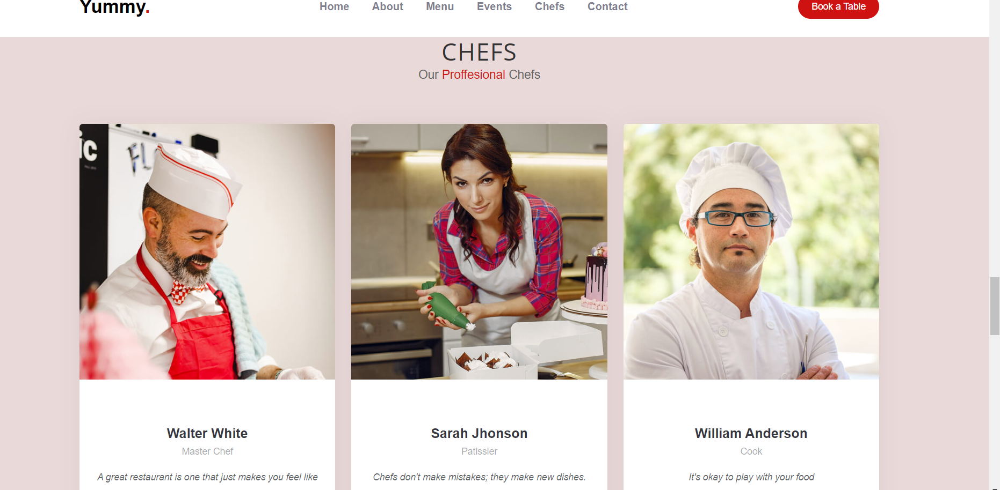 Yummy.
Home About Menu Events Chefs Contact
Book a Table
CHEFS
Our Proffesional Chefs
ic
FL
Walter White
Master Chef
A great restaurant is one that just makes you feel like
Sarah Jhonson
Patissier
Chefs don't make mistakes; they make new dishes.
William Anderson
Cook
It's okay to play with your food